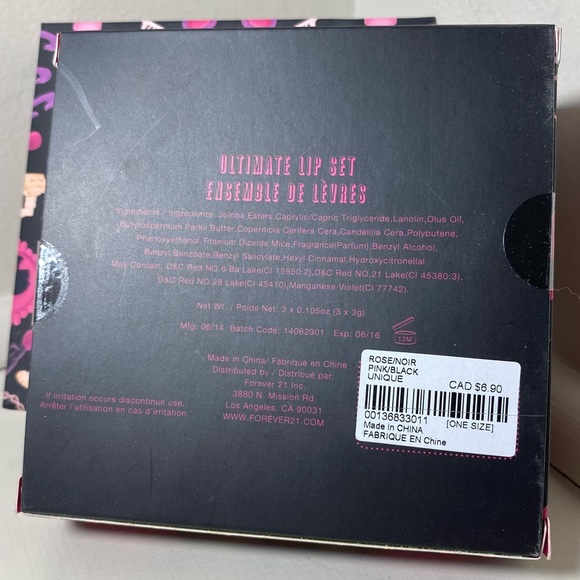 ULTIMATE LIP SET
ENSEMBLE DE LÈVRES
Ingredients / Ingrédients: Jojoba Esters,Caprylic/Capric Triglyceride,Lanolin,Olus Oil,
Butyrospermum Parkii Butter,Copernicia Cerifera Cera,Candelilla Cera,Polybutene,
Phenoxyethanol,Titanium Dioxide,Mica,Fragrance(Parfum),Benzyl Alcohol,
Benzyl Benzoate,Benzyl Salicylate,Hexyl Cinnamal,Hydroxycitronellal.
May Contain: D&C Red NO.6 Ba Lake(CI 15850:2),D&C Red NO.21 Lake(CI 45380:3),
D&C Red NO.28 Lake(CI 45410),Manganese Violet(CI 77742).
Net Wt. / Poids Net: 3 x 0.105oz (3 x 3g)
Mfg: 06/14 Batch Code: 14062901 Exp: 06/16
12M
Made in China/ Fabriqué en Chine
Distributed by / Distribué par:
Forever 21 Inc.
3880 N. Mission Rd.
Los Angeles, CA 90031
WWW.FOREVER21.COM
If irritation occurs discontinue use.
Arrêter l'utilisation en cas d'irritation.
ROSE/NOIR
PINK/BLACK
UNIQUE
CAD $6.90
00136833011 [ONE SIZE]
Made in CHINA
FABRIQUE EN Chine